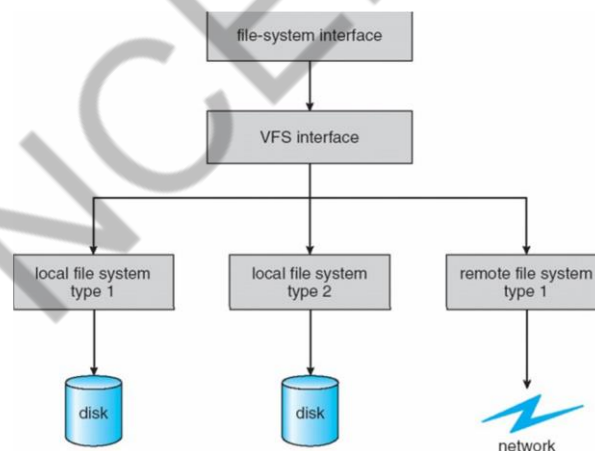 file-system interface
VFS interface
local file system
type 1
local file system
type 2
remote file system
type 1
disk
disk
network